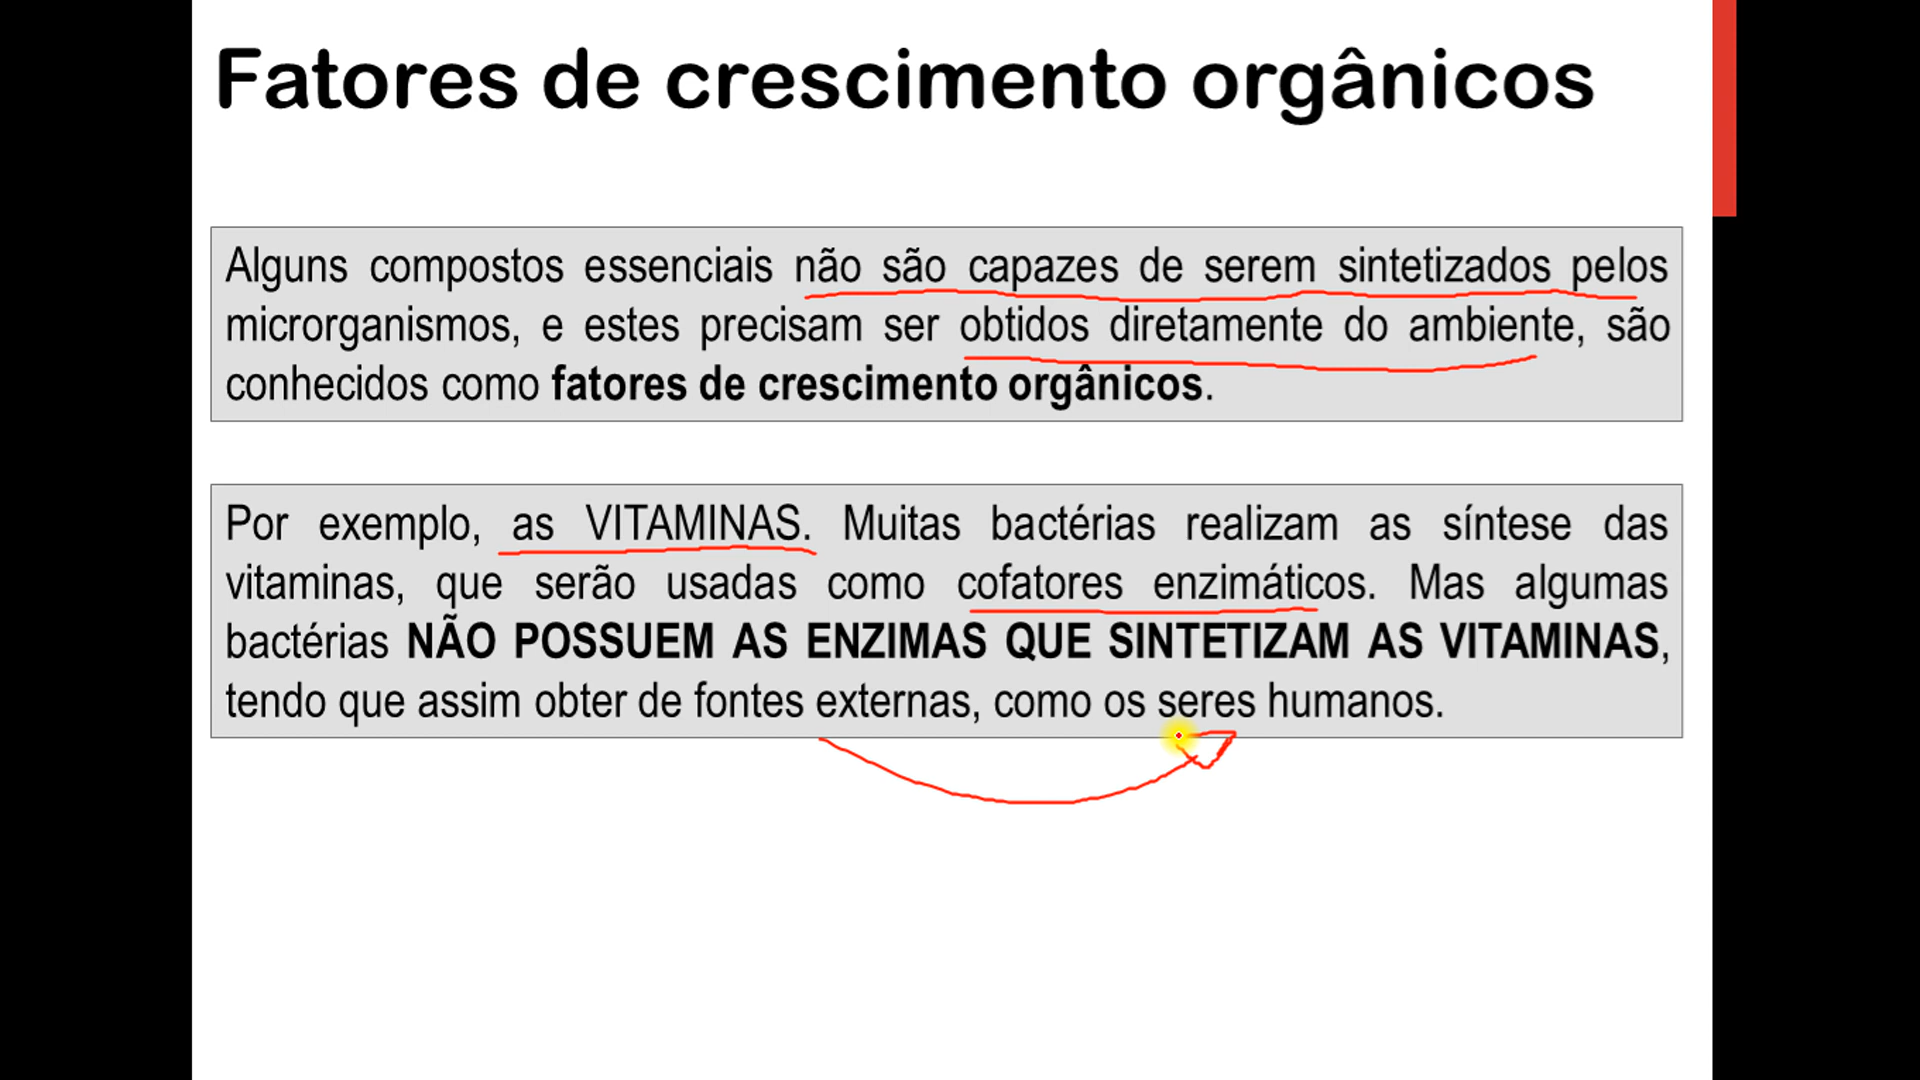 Fatores de crescimento orgânicos
Alguns compostos essenciais não são capazes de serem sintetizados pelos
microrganismos, e estes precisam ser obtidos diretamente do ambiente, são
conhecidos como fatores de crescimento orgânicos.
Por exemplo, as VITAMINAS. Muitas bactérias realizam as síntese das
vitaminas, que serão usadas como cofatores enzimáticos. Mas algumas
bactérias NÃO POSSUEM AS ENZIMAS QUE SINTETIZAM AS VITAMINAS,
tendo que assim obter de fontes externas, como os seres humanos.